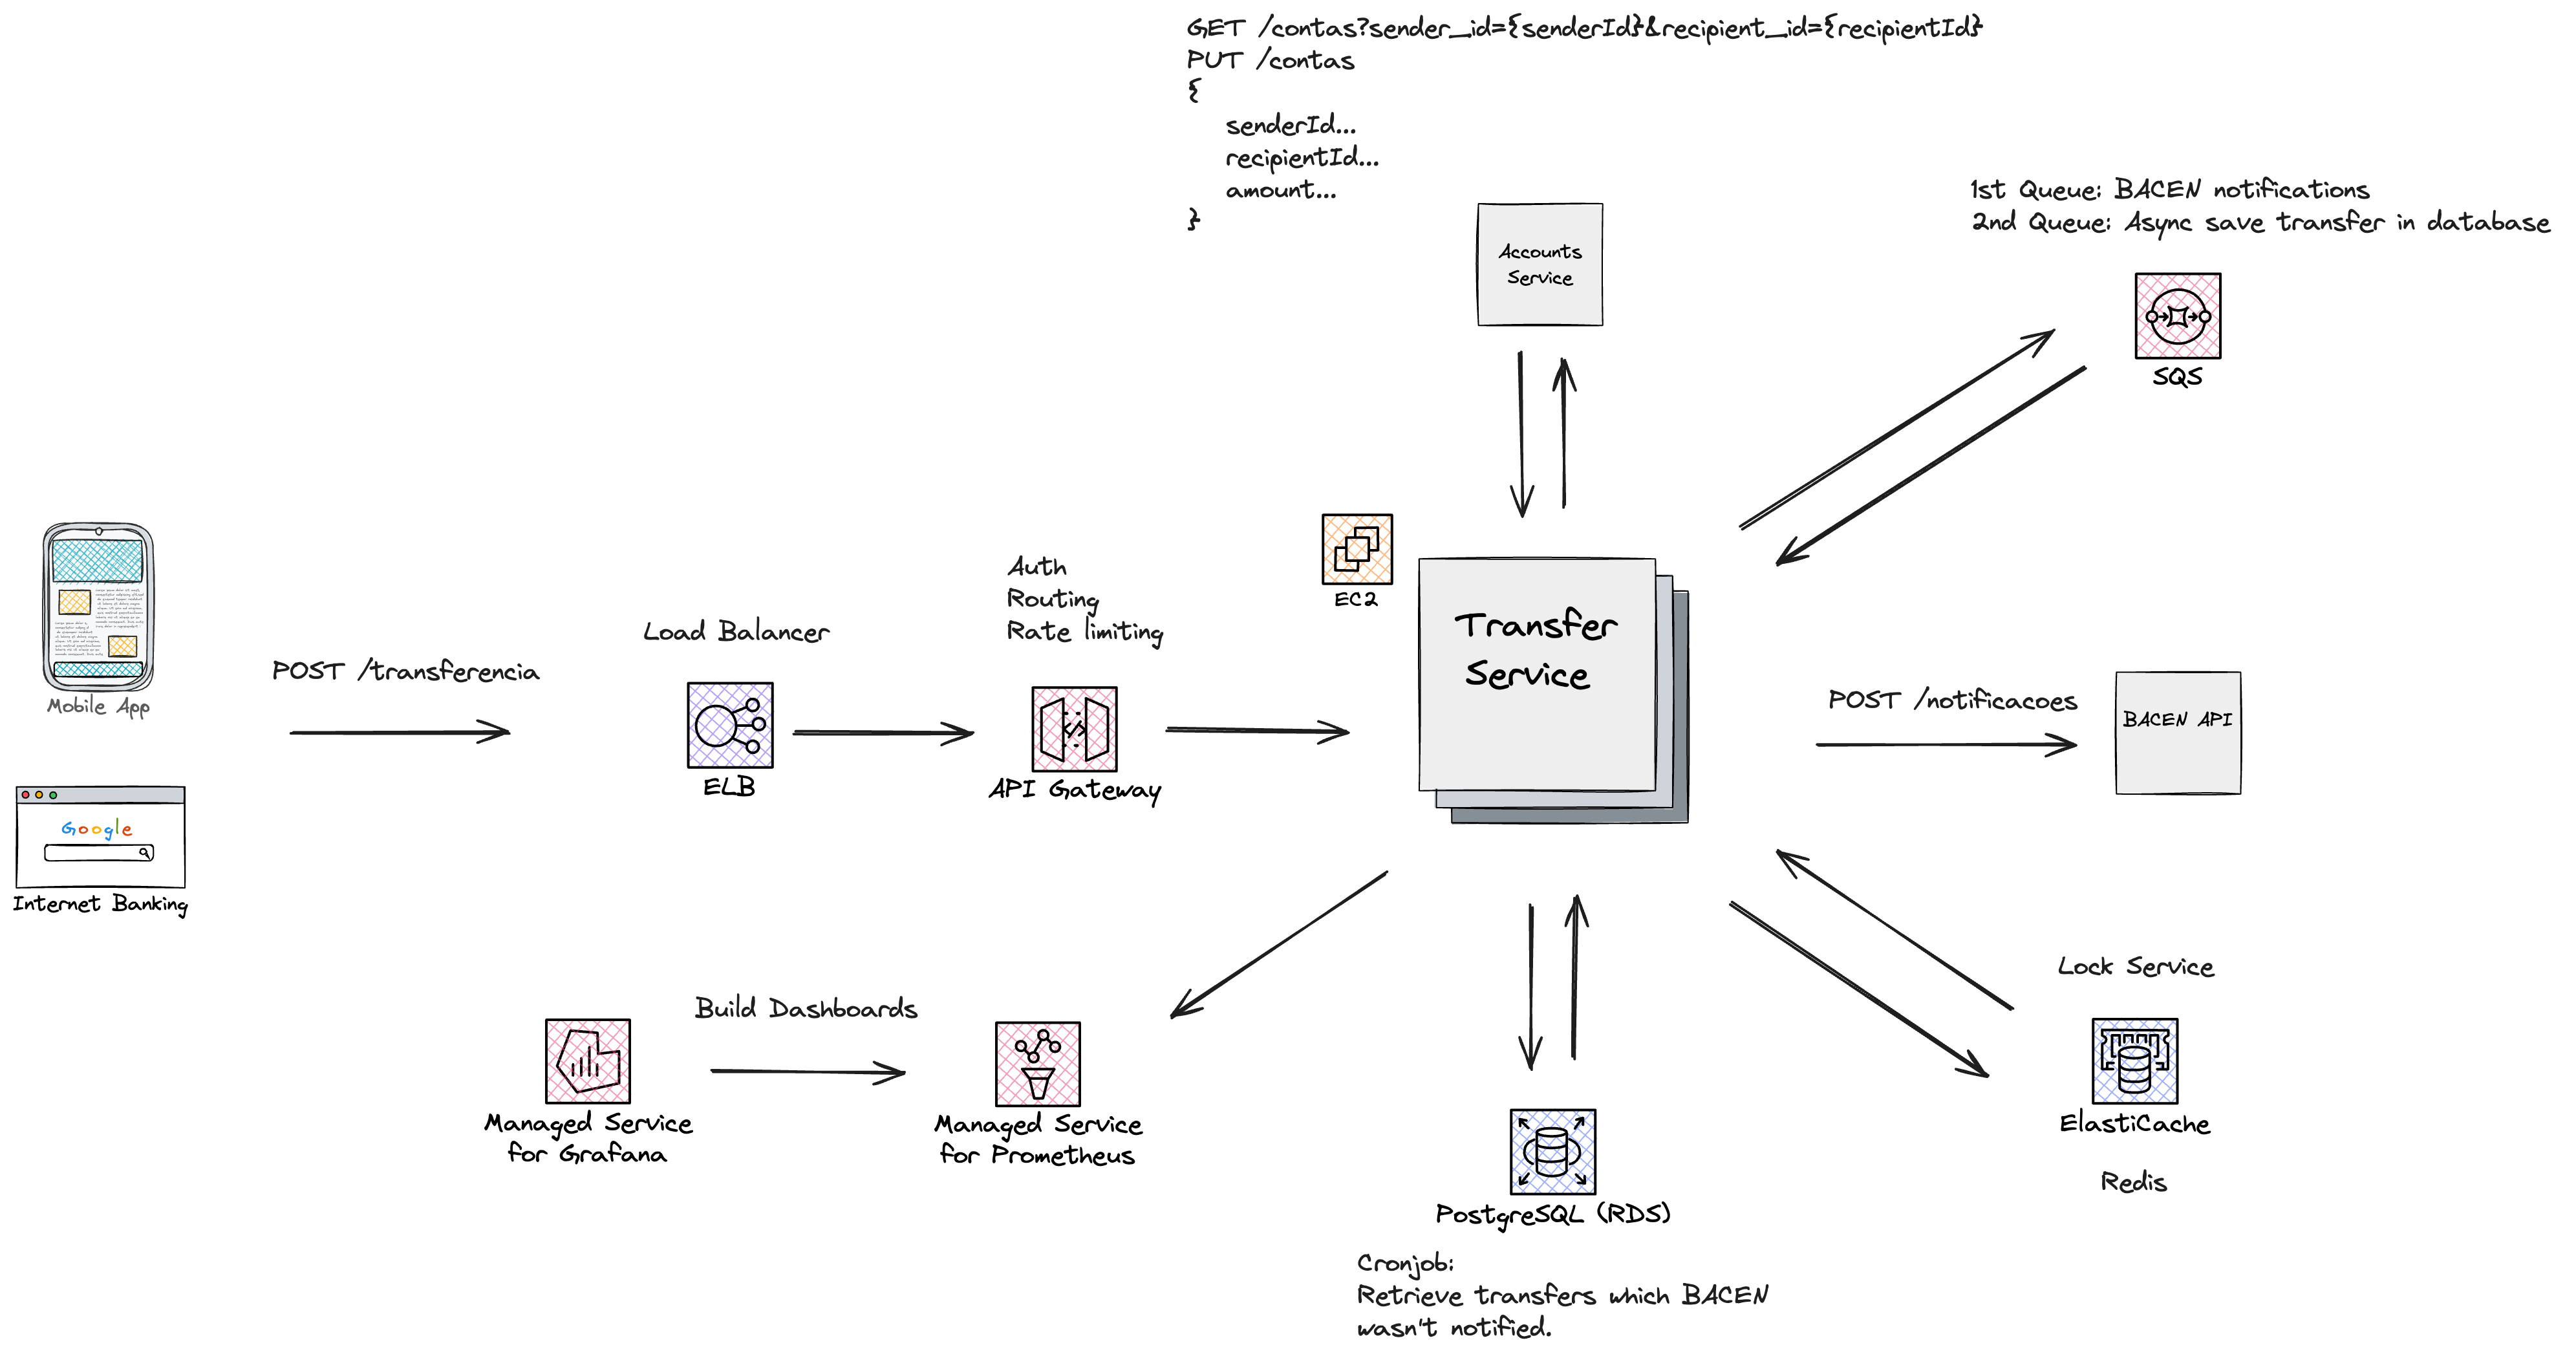 GET /contas?sender_id={senderId}&recipient_id={recipientId}
PUT /contas
{
senderId...
recipientId...
amount...
}
Accounts
Service
1st Queue: BACEN notifications
2nd Queue: Async save transfer in database
SQS
Mobile App
POST /transferencia
Load Balancer
ELB
Auth
Routing
Rate limiting
API Gateway
EC2
Transfer
Service
POST /notificacoes
BACEN API
Google
Internet Banking
Build Dashboards
Managed Service
for Grafana
Managed Service
for Prometheus
PostgreSQL (RDS)
Cronjob:
Retrieve transfers which BACEN
wasn't notified.
Lock Service
ElastiCache
Redis